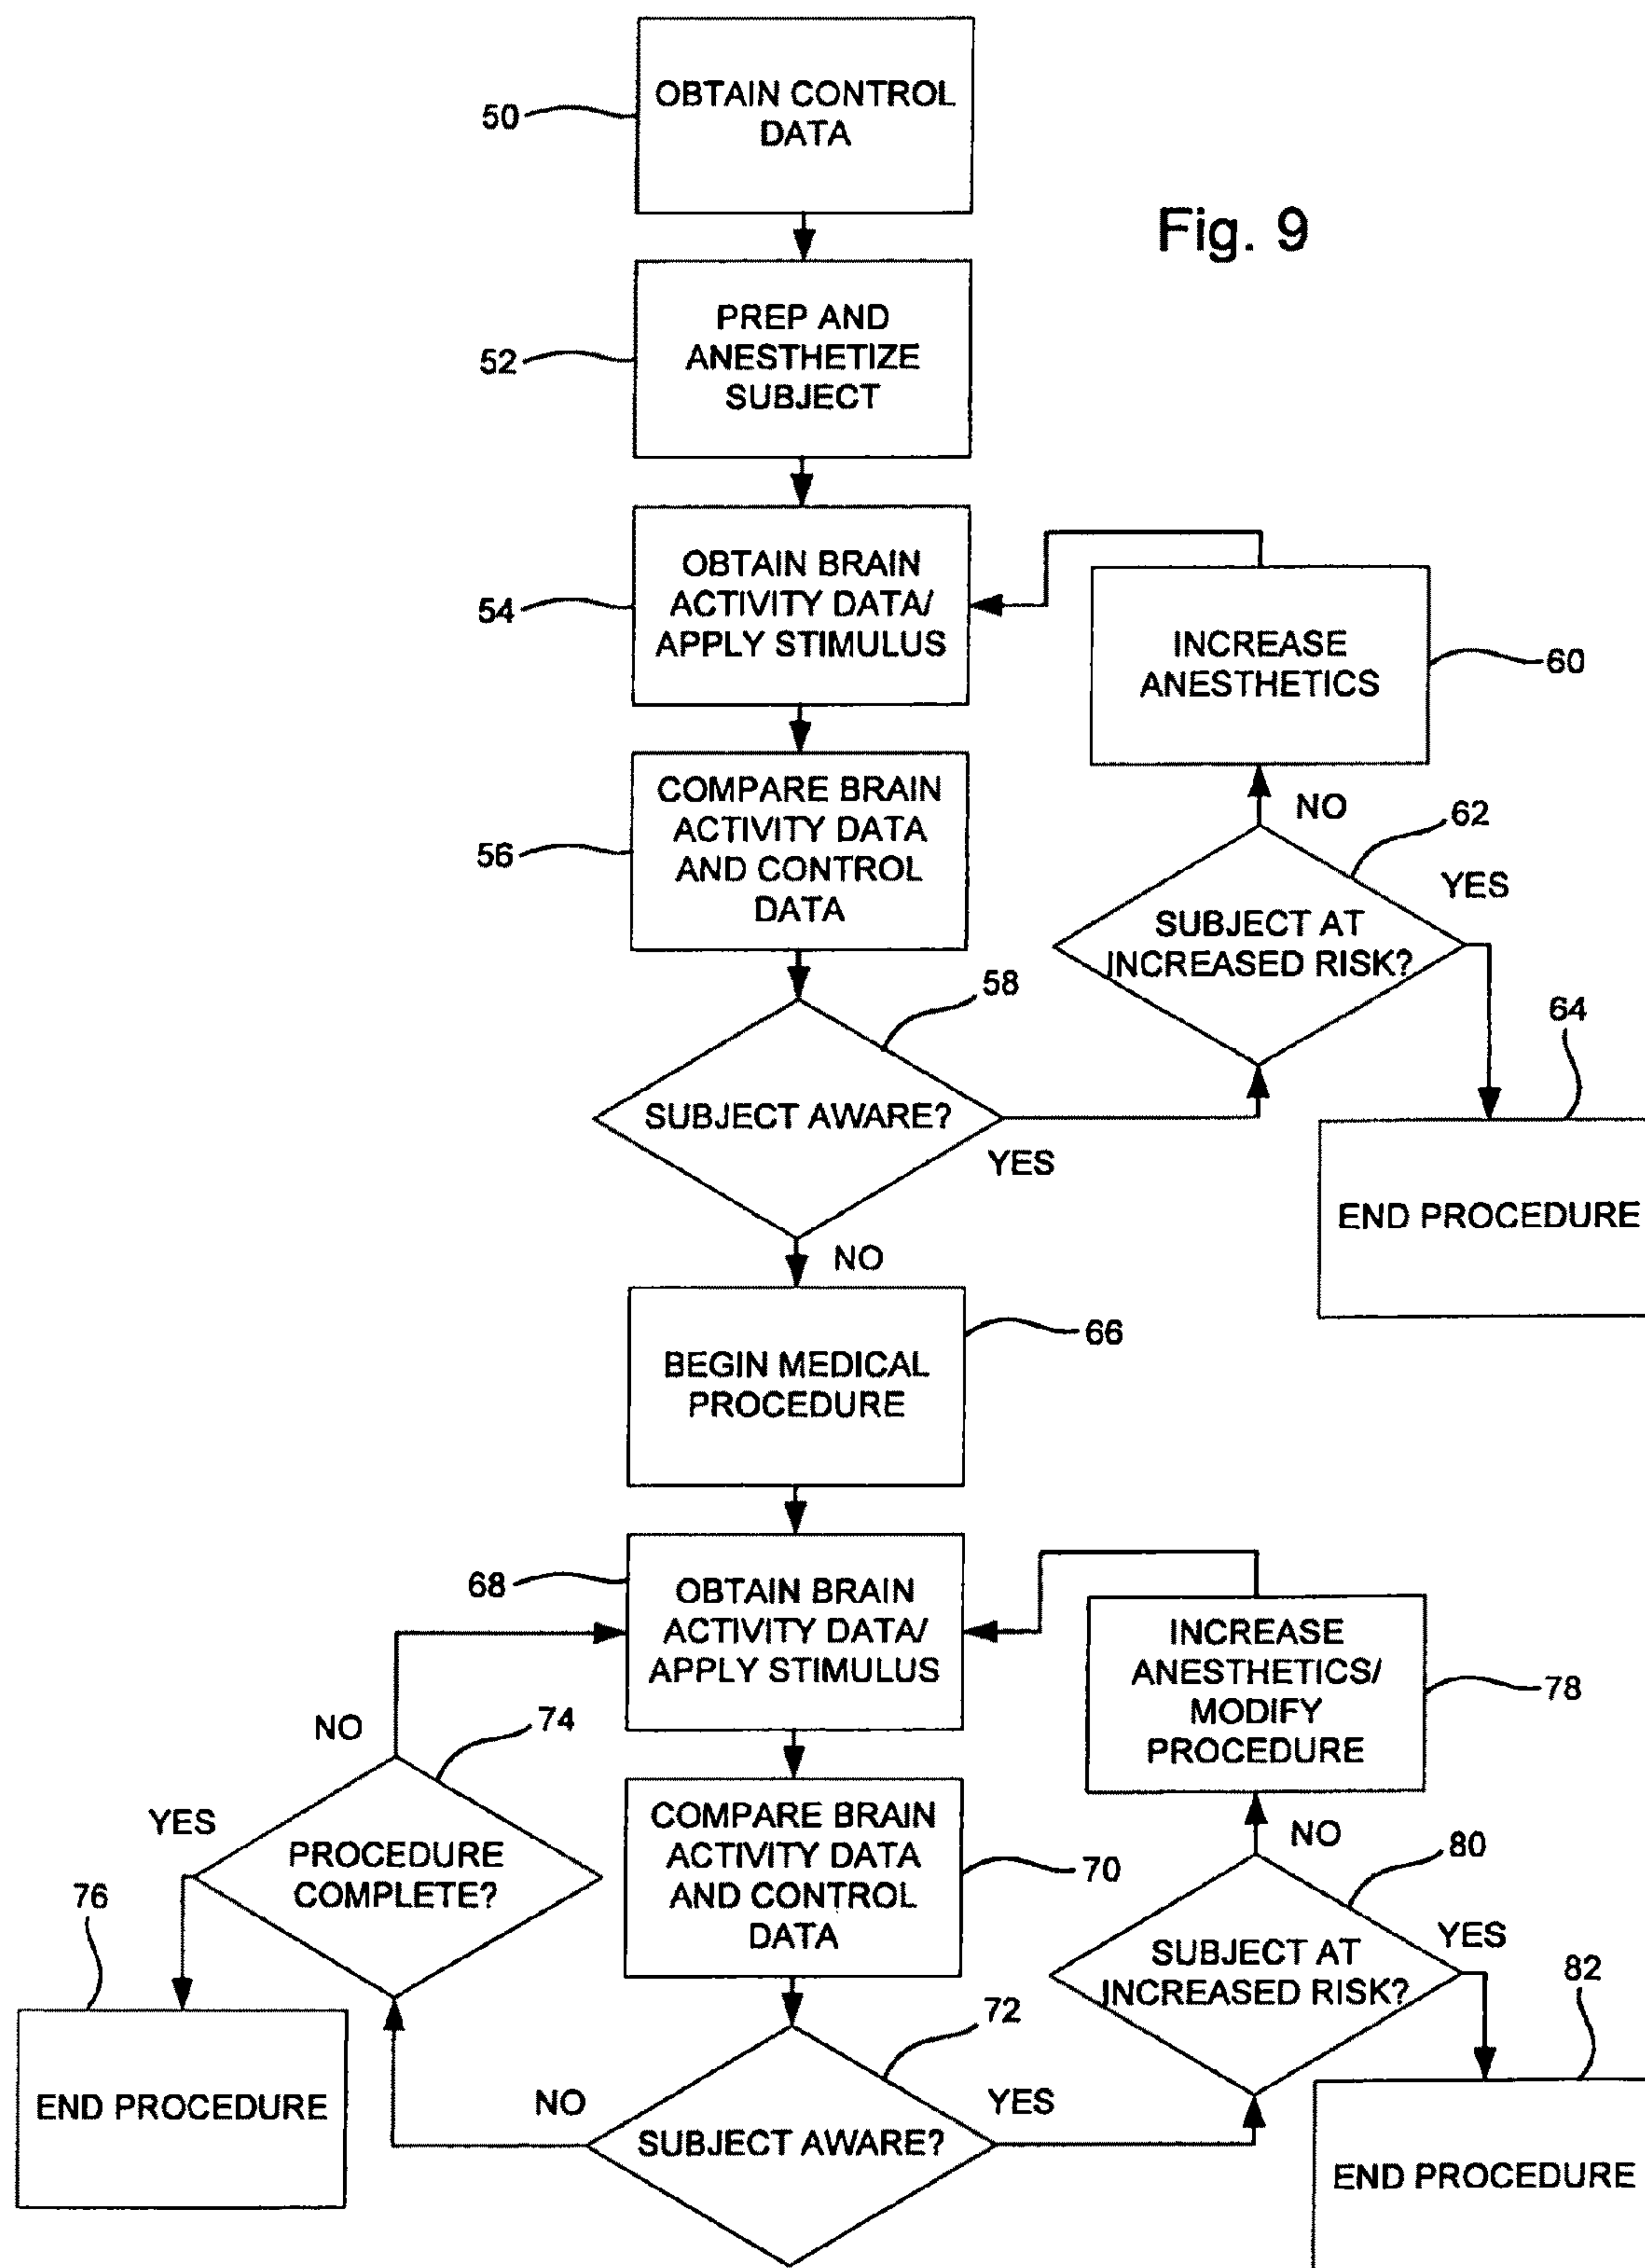 OBTAIN CONTROL
DATA
50
Fig. 9
PREP AND
ANESTHETIZE
SUBJECT
52
OBTAIN BRAIN
ACTIVITY DATA/
APPLY STIMULUS
54
INCREASE
ANESTHETICS
60
COMPARE BRAIN
ACTIVITY DATA
AND CONTROL
DATA
56
NO
62
YES
SUBJECT AT
INCREASED RISK?
58
64
SUBJECT AWARE?
YES
END PROCEDURE
NO
66
BEGIN MEDICAL
PROCEDURE
68
OBTAIN BRAIN
ACTIVITY DATA/
APPLY STIMULUS
INCREASE
ANESTHETICS/
MODIFY
PROCEDURE
78
NO
74
YES
PROCEDURE
COMPLETE?
COMPARE BRAIN
ACTIVITY DATA
AND CONTROL
DATA
70
NO
80
YES
SUBJECT AT
INCREASED RISK?
76
72
82
END PROCEDURE
NO
SUBJECT AWARE?
YES
END PROCEDURE